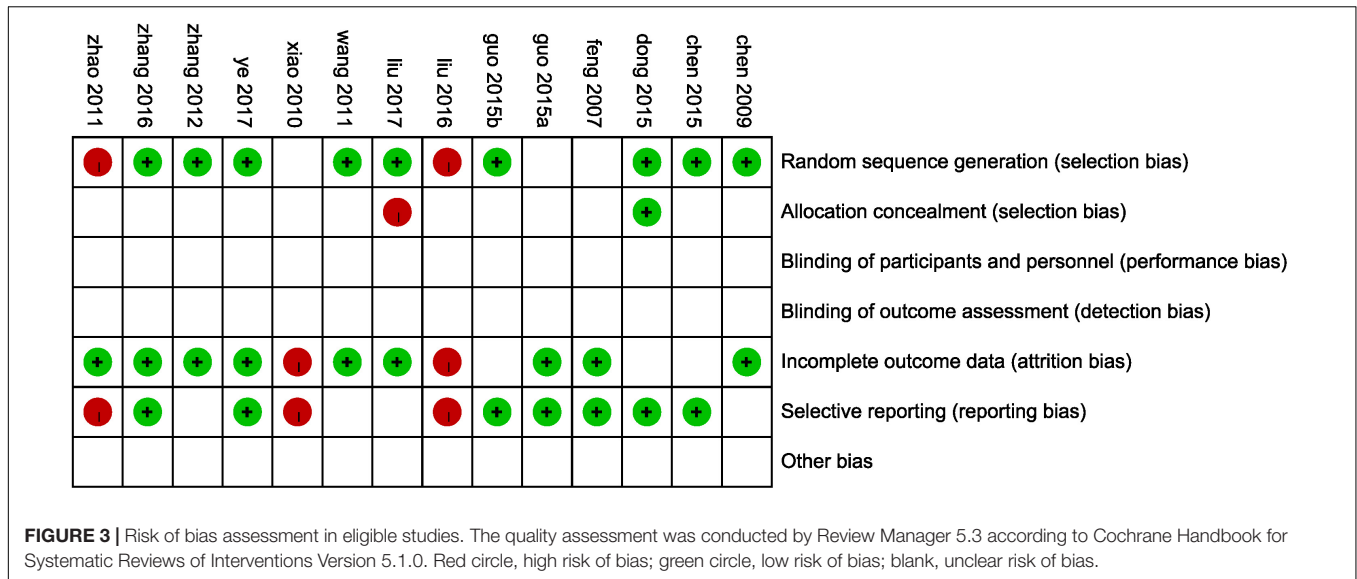 zhao 2011
zhang 2016
zhang 2012
ye 2017
xiao 2010
wang 2011
liu 2017
liu 2016
guo 2015b
guo 2015a
feng 2007
dong 2015
chen 2015
chen 2009
Random sequence generation (selection bias)
Allocation concealment (selection bias)
Blinding of participants and personnel (performance bias)
Blinding of outcome assessment (detection bias)
Incomplete outcome data (attrition bias)
Selective reporting (reporting bias)
Other bias
FIGURE 3 | Risk of bias assessment in eligible studies. The quality assessment was conducted by Review Manager 5.3 according to Cochrane Handbook for
Systematic Reviews of Interventions Version 5.1.0. Red circle, high risk of bias; green circle, low risk of bias; blank, unclear risk of bias.